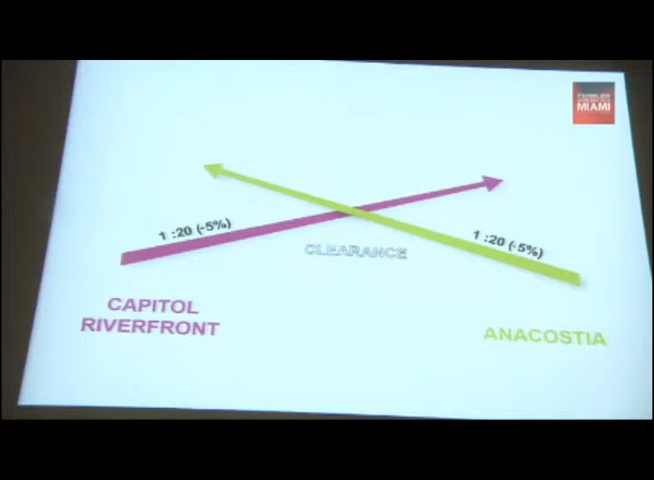 MIAMI
1 :20 (-5%)
1 :20 (-5%)
CLEARANCE
CAPITOL
RIVERFRONT
ANACOSTIA